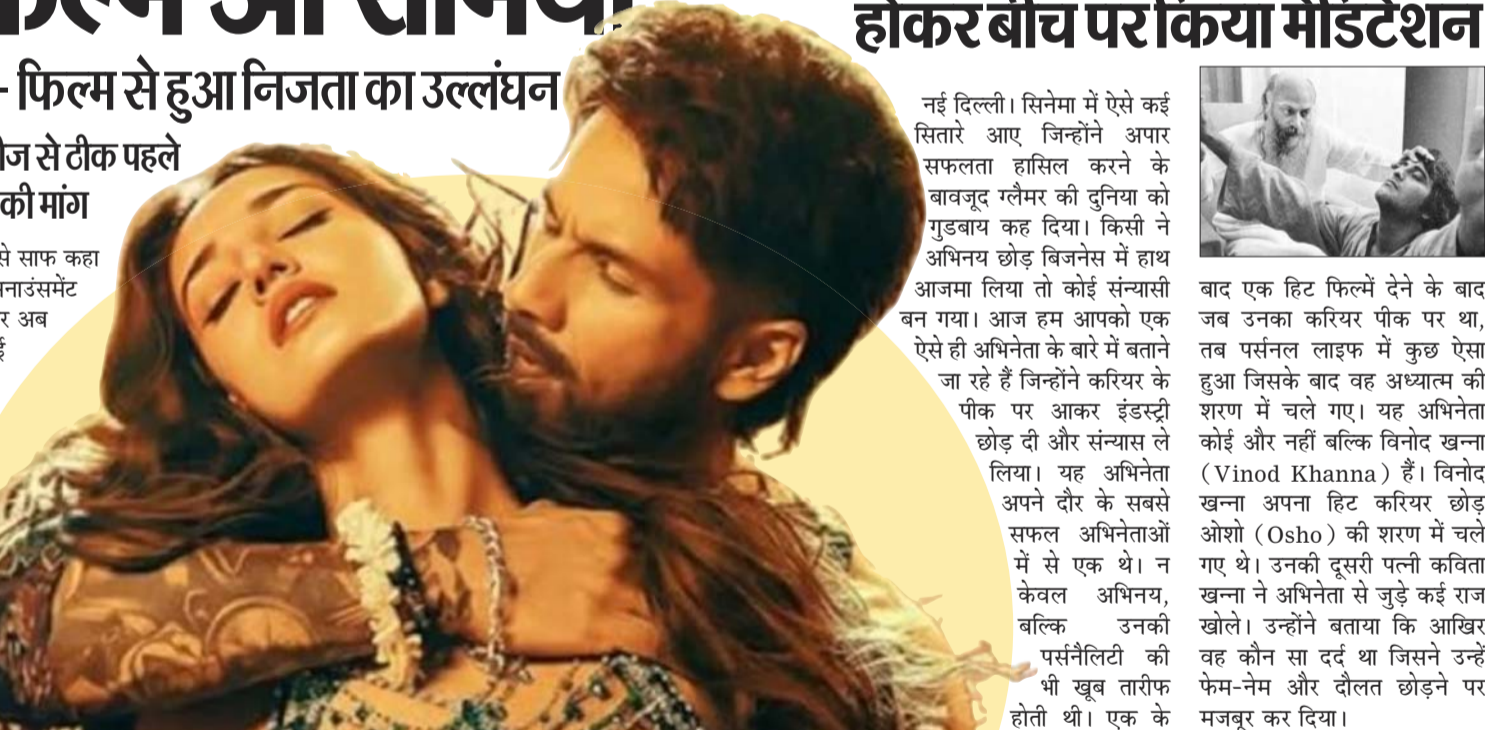 फिल्म ओ रोमियो
- फिल्म से हुआ निजता का उल्लंघन
से ठीक पहले
की मांग
से साफ कहा
अब
होकर बीच पर किया मेडिटेशन
नई दिल्ली। सिनेमा में ऐसे कई
सितारे आए जिन्होंने अपार
सफलता हासिल करने के
बावजूद ग्लैमर की दुनिया को
गुडबाय कह दिया। किसी ने
अभिनय छोड़ बिजनेस में हाथ
आजमा लिया तो कोई संन्यासी
बन गया। आज हम आपको एक
ऐसे ही अभिनेता के बारे में बताने
जा रहे हैं जिन्होंने करियर के
पीक पर आकर इंडस्ट्री
छोड़ दी और संन्यास ले
लिया। यह अभिनेता
अपने दौर के सबसे
सफल अभिनेताओं
में से एक थे। न
केवल अभिनय,
बल्कि उनकी
पर्सनैलिटी की
भी खूब तारीफ
होती थी। एक के
बाद एक हिट फिल्में देने के बाद
जब उनका करियर पीक पर था,
तब पर्सनल लाइफ में कुछ ऐसा
हुआ जिसके बाद वह अध्यात्म की
शरण में चले गए। यह अभिनेता
कोई और नहीं बल्कि विनोद खन्ना
(Vinod Khanna) हैं। विनोद
खन्ना अपना हिट करियर छोड़
ओशो (Osho) की शरण में चले
गए थे। उनकी दूसरी पत्नी कविता
खन्ना ने अभिनेता से जुड़े कई राज
खोले। उन्होंने बताया कि आखिर
वह कौन सा दर्द था जिसने उन्हें
फेम-नेम और दौलत छोड़ने पर
मजबूर कर दिया।